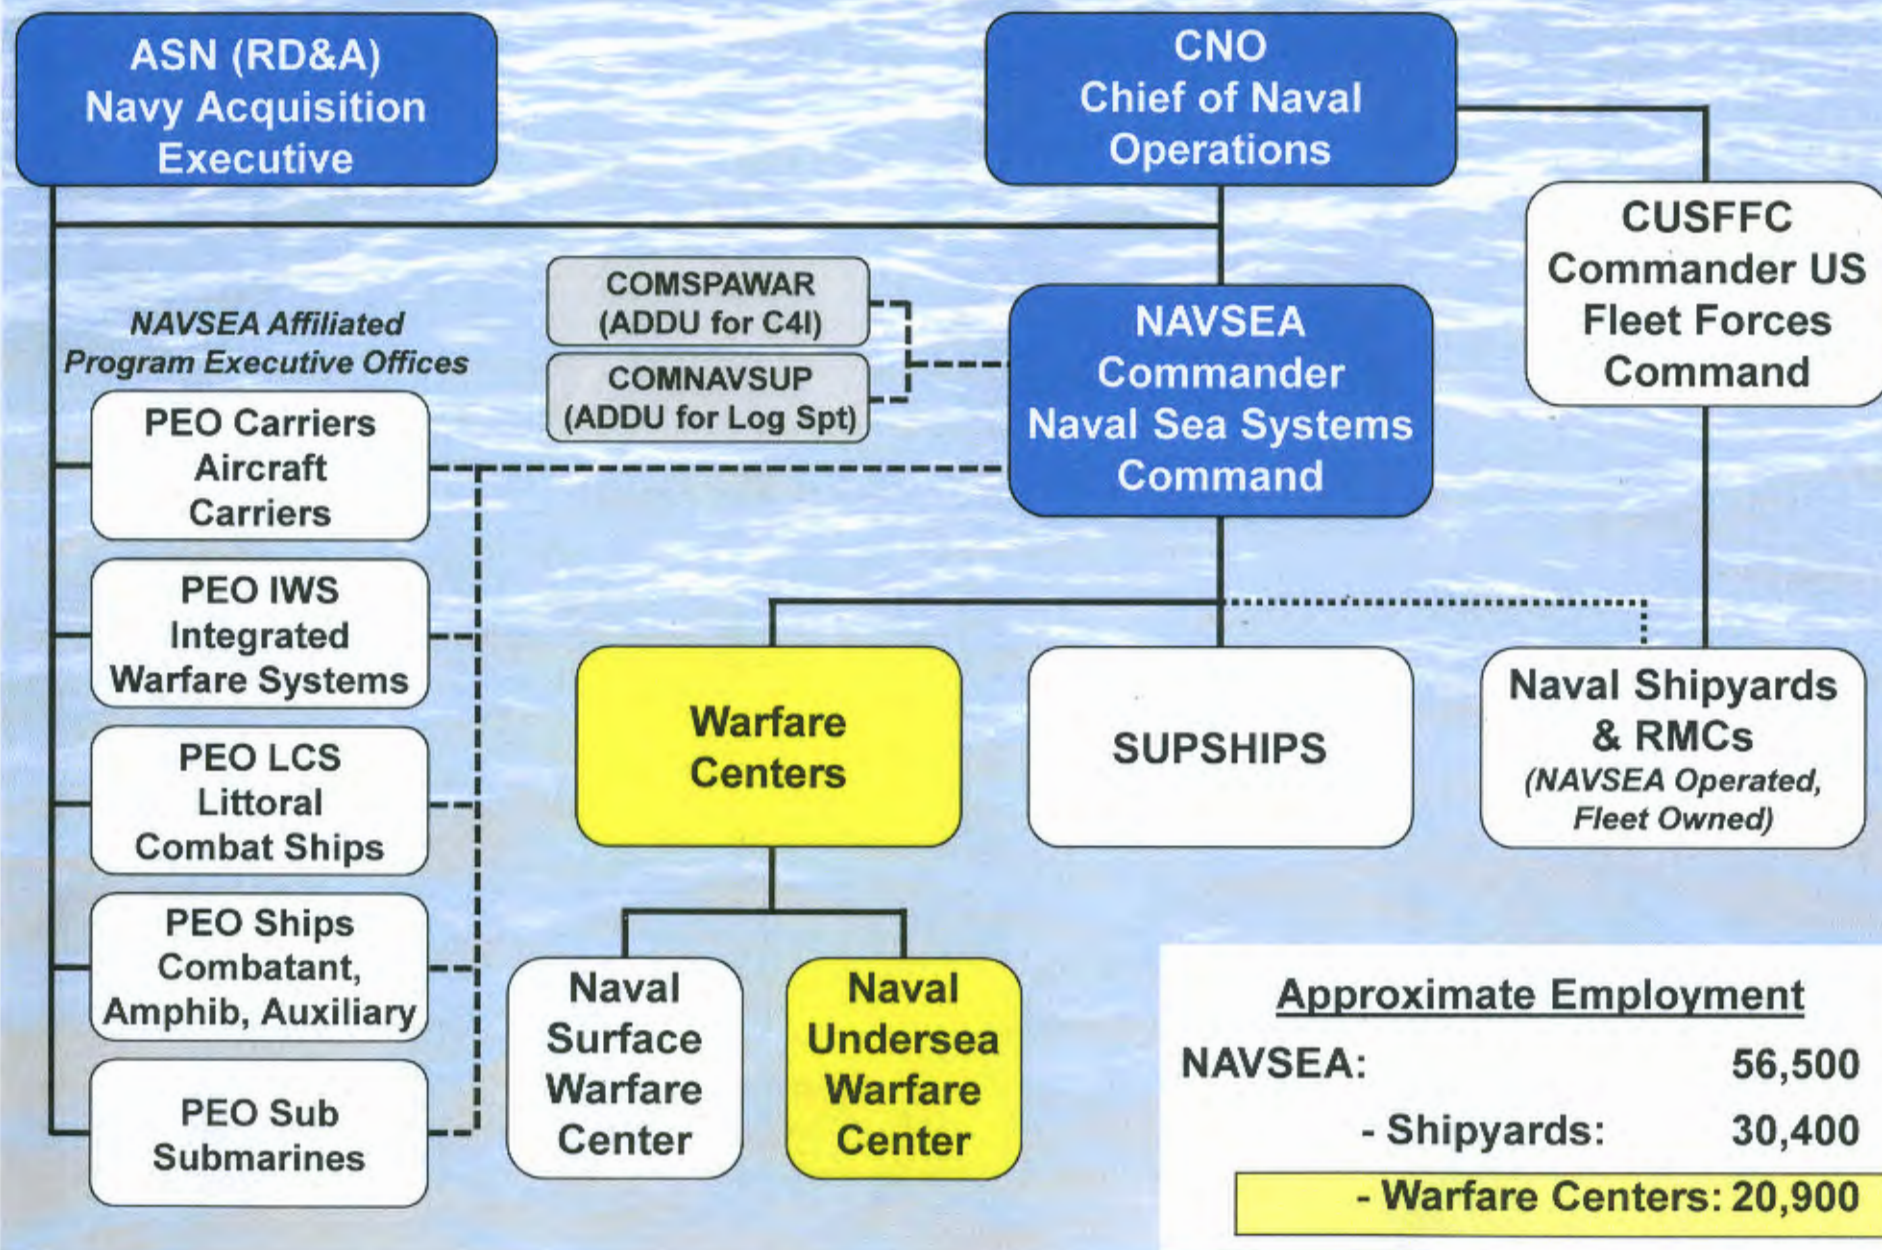 ASN (RD&A)
Navy Acquisition
Executive
CNO
Chief of Naval
Operations
CUSFFC
Commander US
Fleet Forces
Command
COMSPAWAR
(ADDU for C4I)
COMNAVSUP
(ADDU for Log Spt)
NAVSEA
Commander
Naval Sea Systems
Command
NAVSEA Affiliated
Program Executive Offices
PEO Carriers
Aircraft
Carriers
PEO IWS
Integrated
Warfare Systems
PEO LCS
Littoral
Combat Ships
PEO Ships
Combatant,
Amphib, Auxiliary
PEO Sub
Submarines
Warfare
Centers
SUPSHIPS
Naval Shipyards
& RMCs
(NAVSEA Operated,
Fleet Owned)
Naval
Surface
Warfare
Center
Naval
Undersea
Warfare
Center
Approximate Employment
NAVSEA: 56,500
- Shipyards: 30,400
- Warfare Centers: 20,900